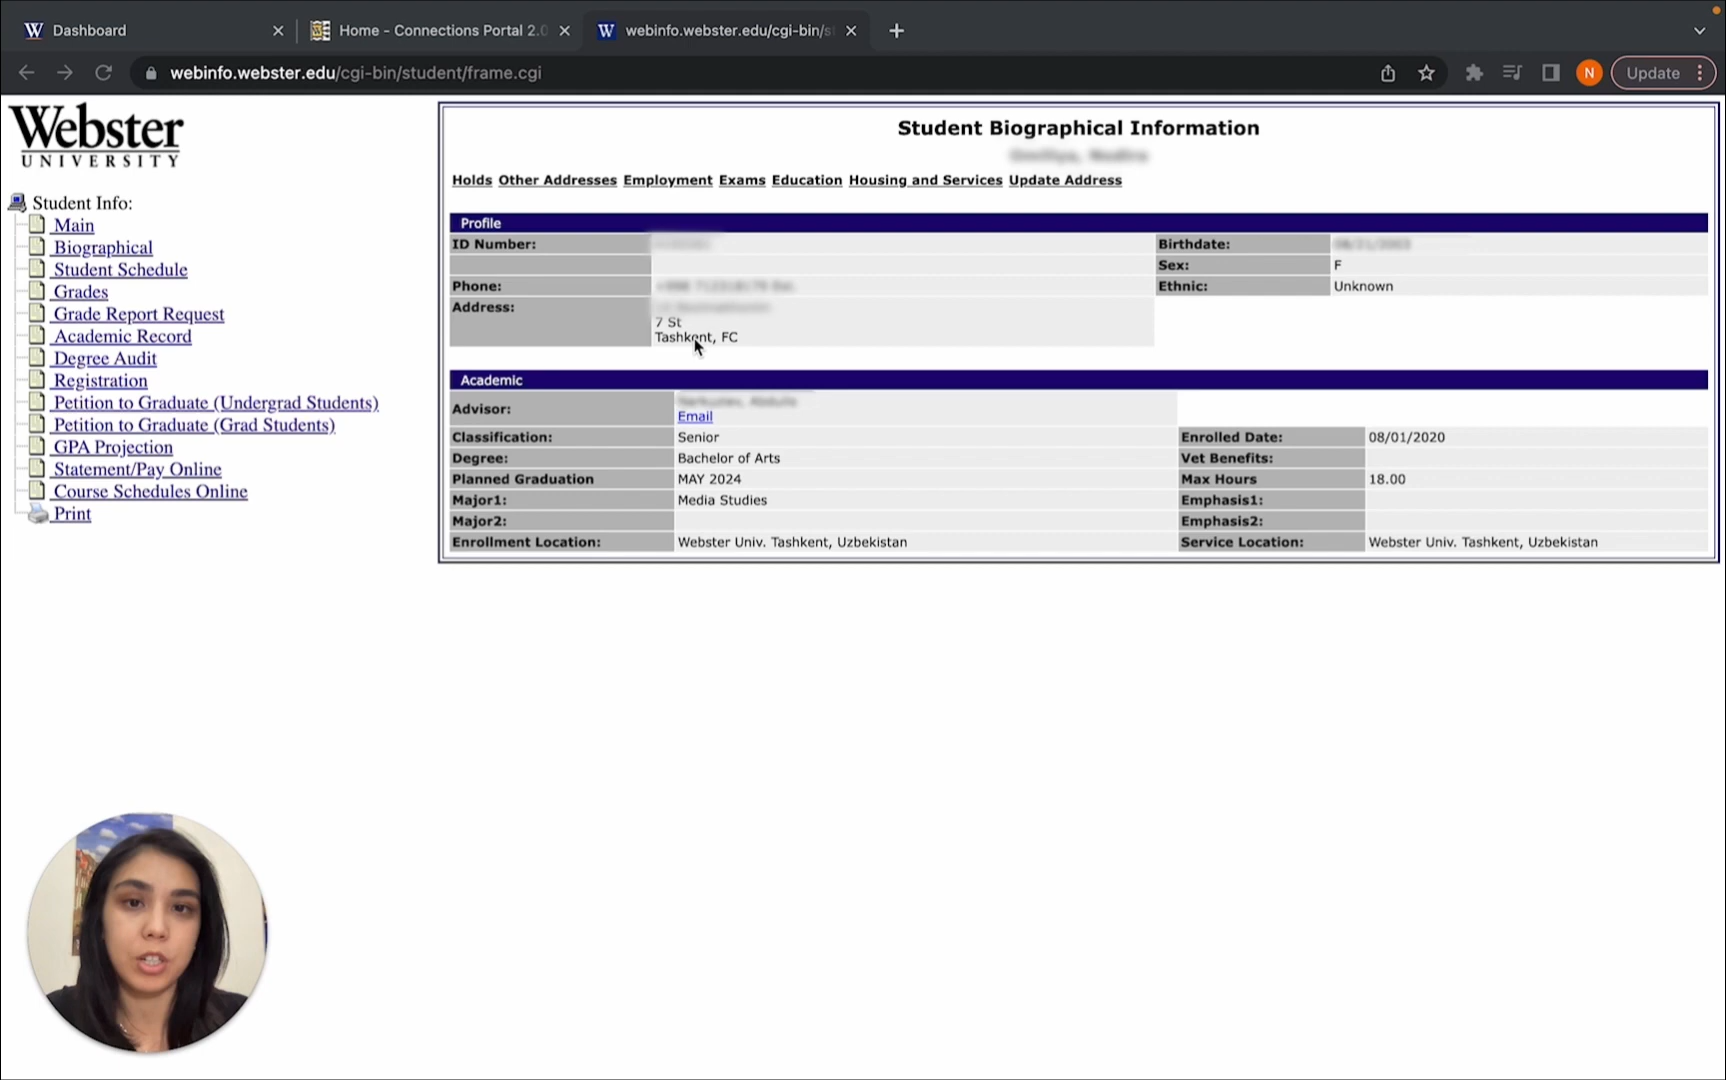 Dashboard
Home - Connections Portal 2.0
webinfo.webster.edu/cgi-bin/s
webinfo.webster.edu/cgi-bin/student/frame.cgi
N
Update
Webster
UNIVERSITY
Student Info:
Main
Biographical
Student Schedule
Grades
Grade Report Request
Academic Record
Degree Audit
Registration
Petition to Graduate (Undergrad Students)
Petition to Graduate (Grad Students)
GPA Projection
Statement/Pay Online
Course Schedules Online
Print
Student Biographical Information
Holds Other Addresses Employment Exams Education Housing and Services Update Address
Profile
ID Number:
Birthdate:
Sex: F
Phone:
Ethnic: Unknown
Address:
7 St
Tashkent, FC
Academic
Advisor:
Email
Classification: Senior Enrolled Date: 08/01/2020
Degree: Bachelor of Arts Vet Benefits:
Planned Graduation MAY 2024 Max Hours 18.00
Major1: Media Studies Emphasis1:
Major2: Emphasis2:
Enrollment Location: Webster Univ. Tashkent, Uzbekistan Service Location: Webster Univ. Tashkent, Uzbekistan